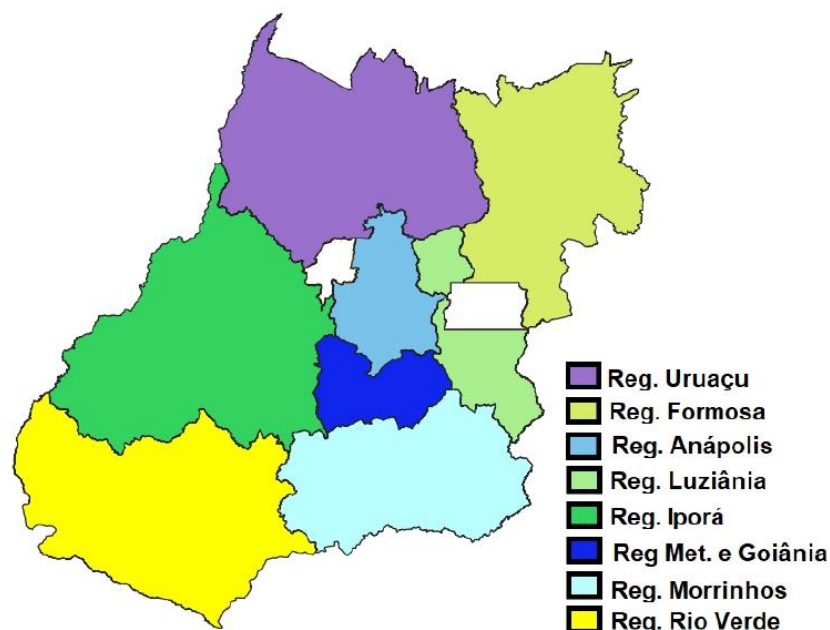 Reg. Uruaçu
Reg. Formosa
Reg. Anápolis
Reg. Luziânia
Reg. Iporá
Reg Met. e Goiânia
Reg. Morrinhos
Reg. Rio Verde